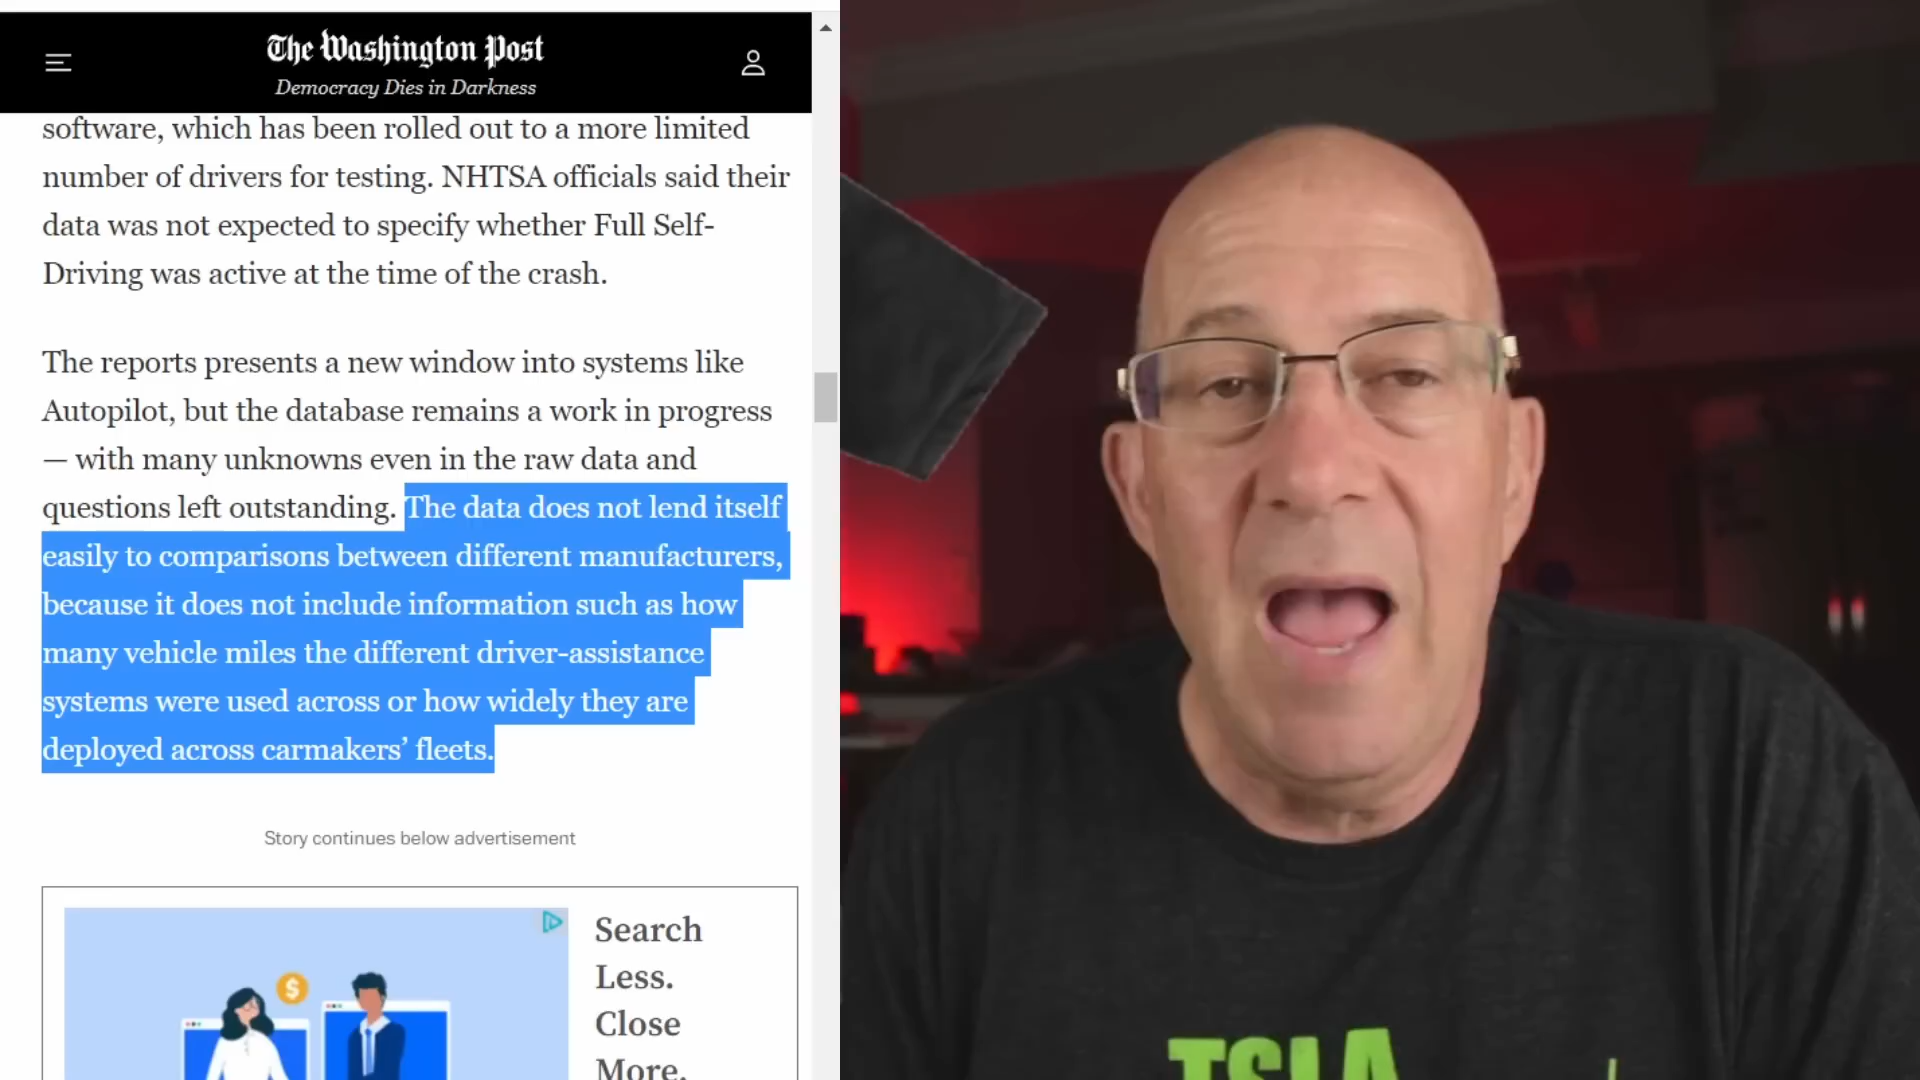 The Washington Post
Democracy Dies in Darkness
software, which has been rolled out to a more limited
number of drivers for testing. NHTSA officials said their
data was not expected to specify whether Full Self-
Driving was active at the time of the crash.
The reports presents a new window into systems like
Autopilot, but the database remains a work in progress
— with many unknowns even in the raw data and
questions left outstanding. The data does not lend itself
easily to comparisons between different manufacturers,
because it does not include information such as how
many vehicle miles the different driver-assistance
systems were used across or how widely they are
deployed across carmakers’ fleets.
Story continues below advertisement
Search
Less.
Close
More.
$
TSLA